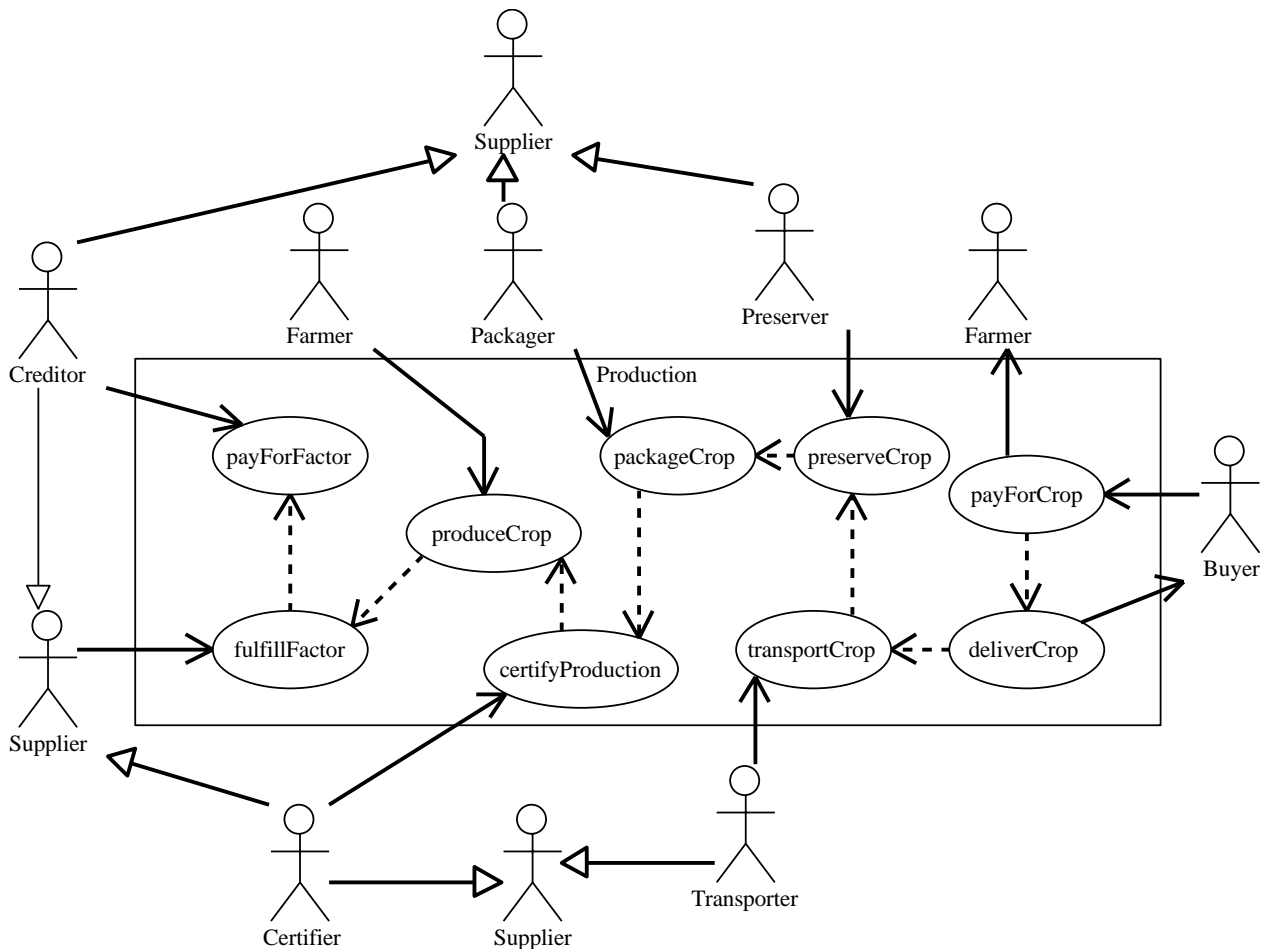 Supplier
Farmer
Packager
Preserver
Farmer
Creditor
Production
payForFactor
packageCrop
preserveCrop
payForCrop
produceCrop
Buyer
fulfillFactor
certifyProduction
transportCrop
deliverCrop
Supplier
Transporter
Certifier
Supplier